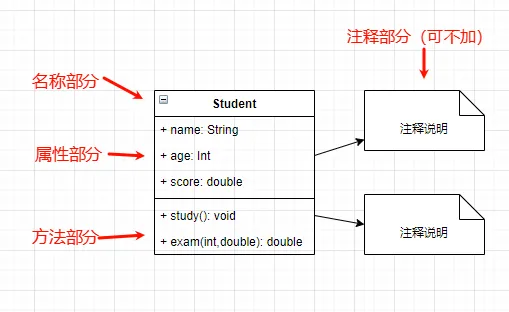 注释部分（可不加）
名称部分
Student
+ name: String
注释说明
属性部分
+ age: Int
+ score: double
+ study(): void
方法部分
+ exam(int,double): double
注释说明